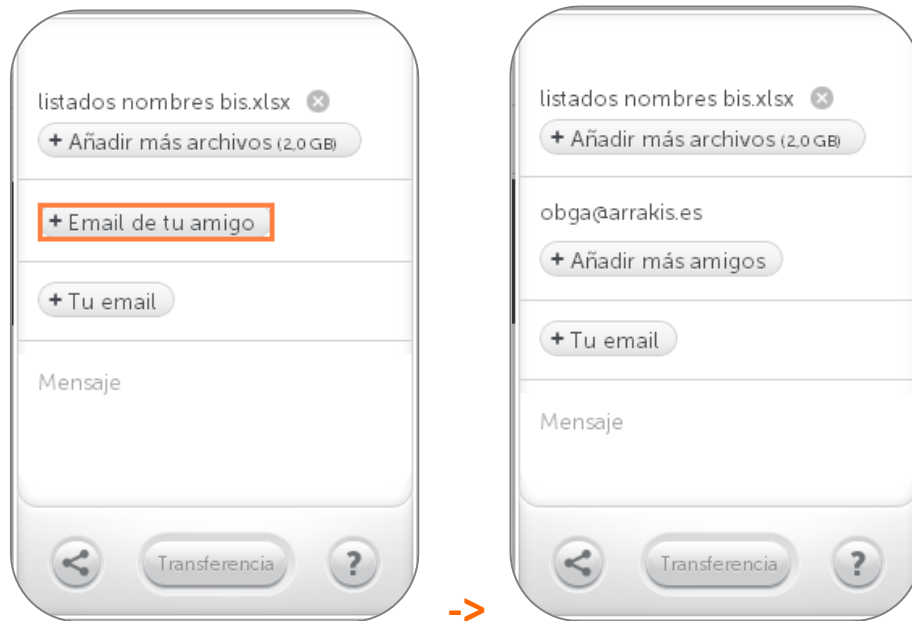 listados nombres bis.xlsx
+ Añadir más archivos (2,0 GB)
+ Email de tu amigo
+ Tu email
Mensaje
Transferencia
?
->
listados nombres bis.xlsx
+ Añadir más archivos (2,0 GB)
obga@arrakis.es
+ Añadir más amigos
+ Tu email
Mensaje
Transferencia
?